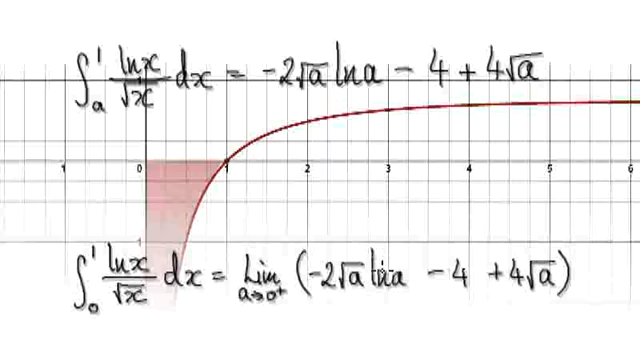 ∫ₐ¹ lnx/√x dx = -2√a lna - 4 + 4√a
1 0 1 2 3 4 5 6
1
∫₀¹ lnx/√x dx = Lim a→0⁺ (-2√a lna - 4 + 4√a)